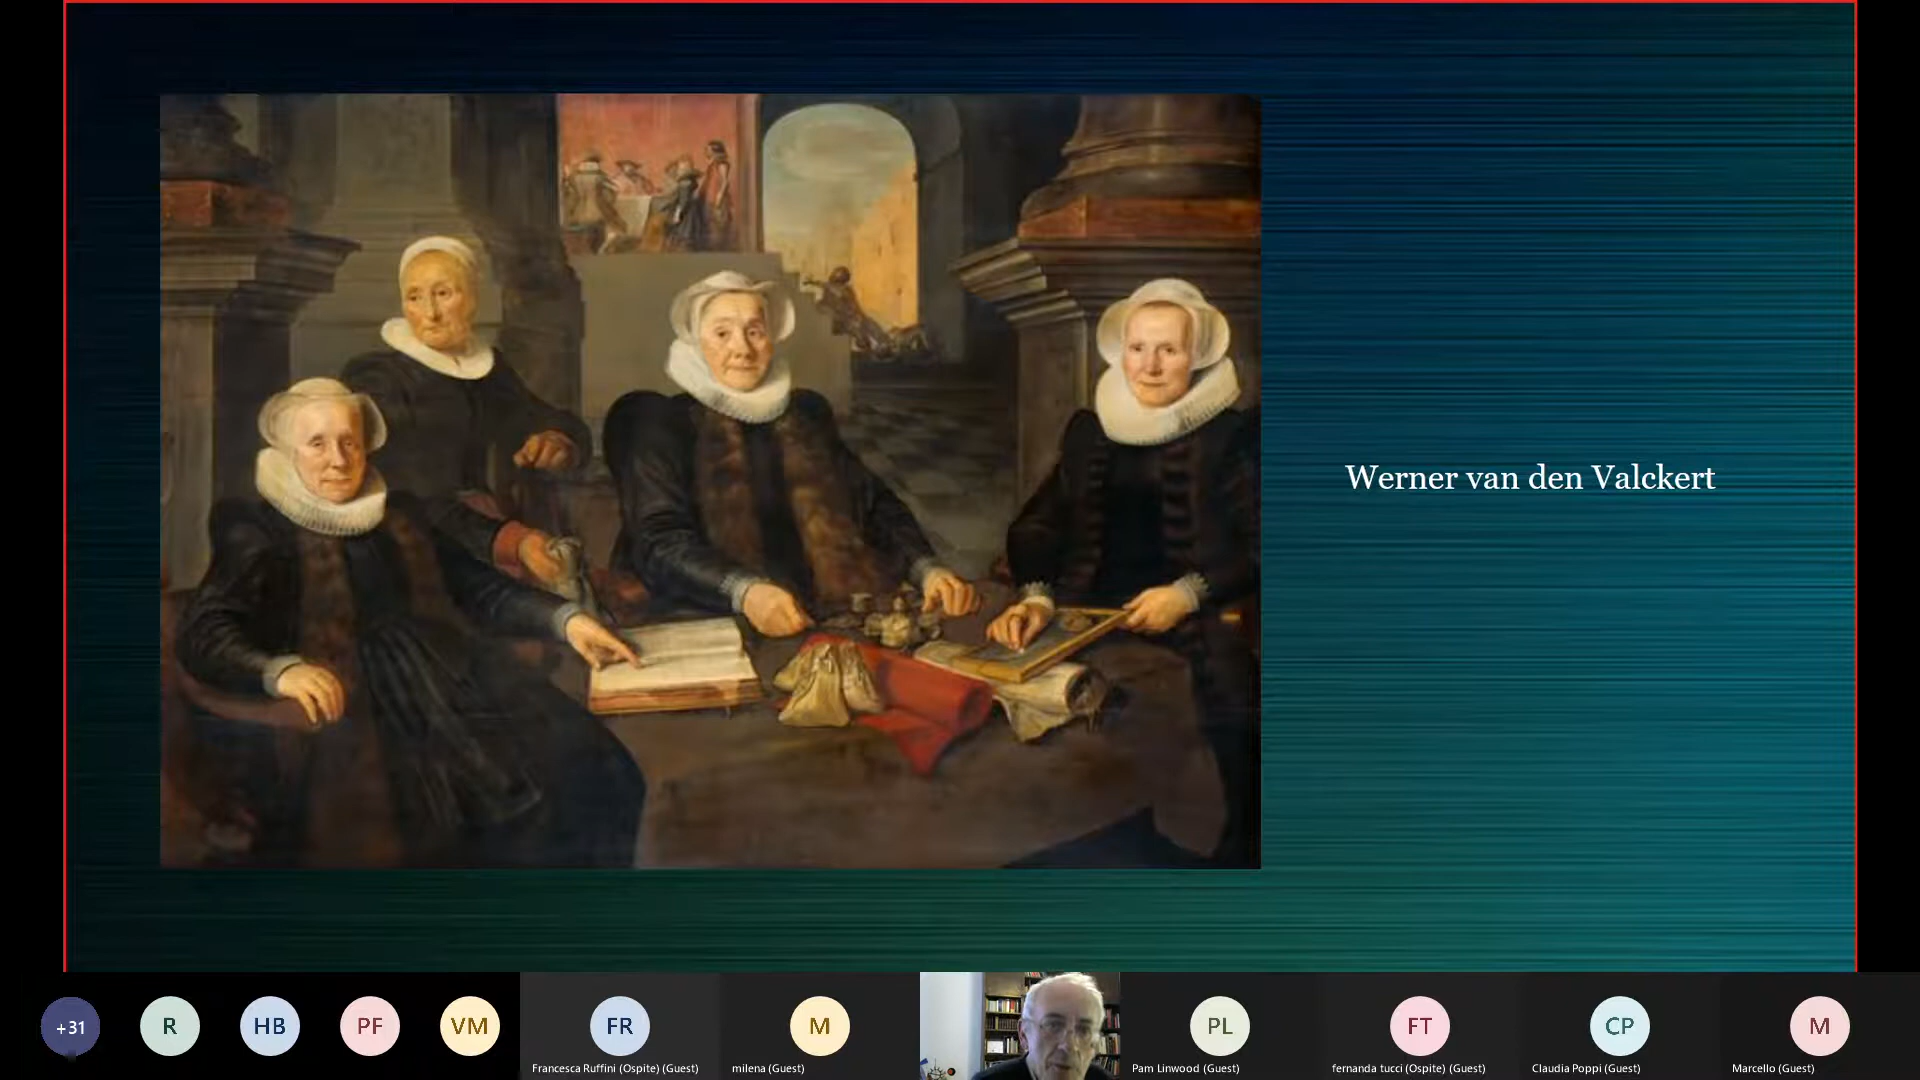 Werner van den Valckert
+31
R
HB
PF
VM
FR
M
PL
FT
CP
M
Francesca Ruffini (Ospite) (Guest)
milena (Guest)
Pam Linwood (Guest)
fernanda tucci (Ospite) (Guest)
Claudia Poppi (Guest)
Marcello (Guest)